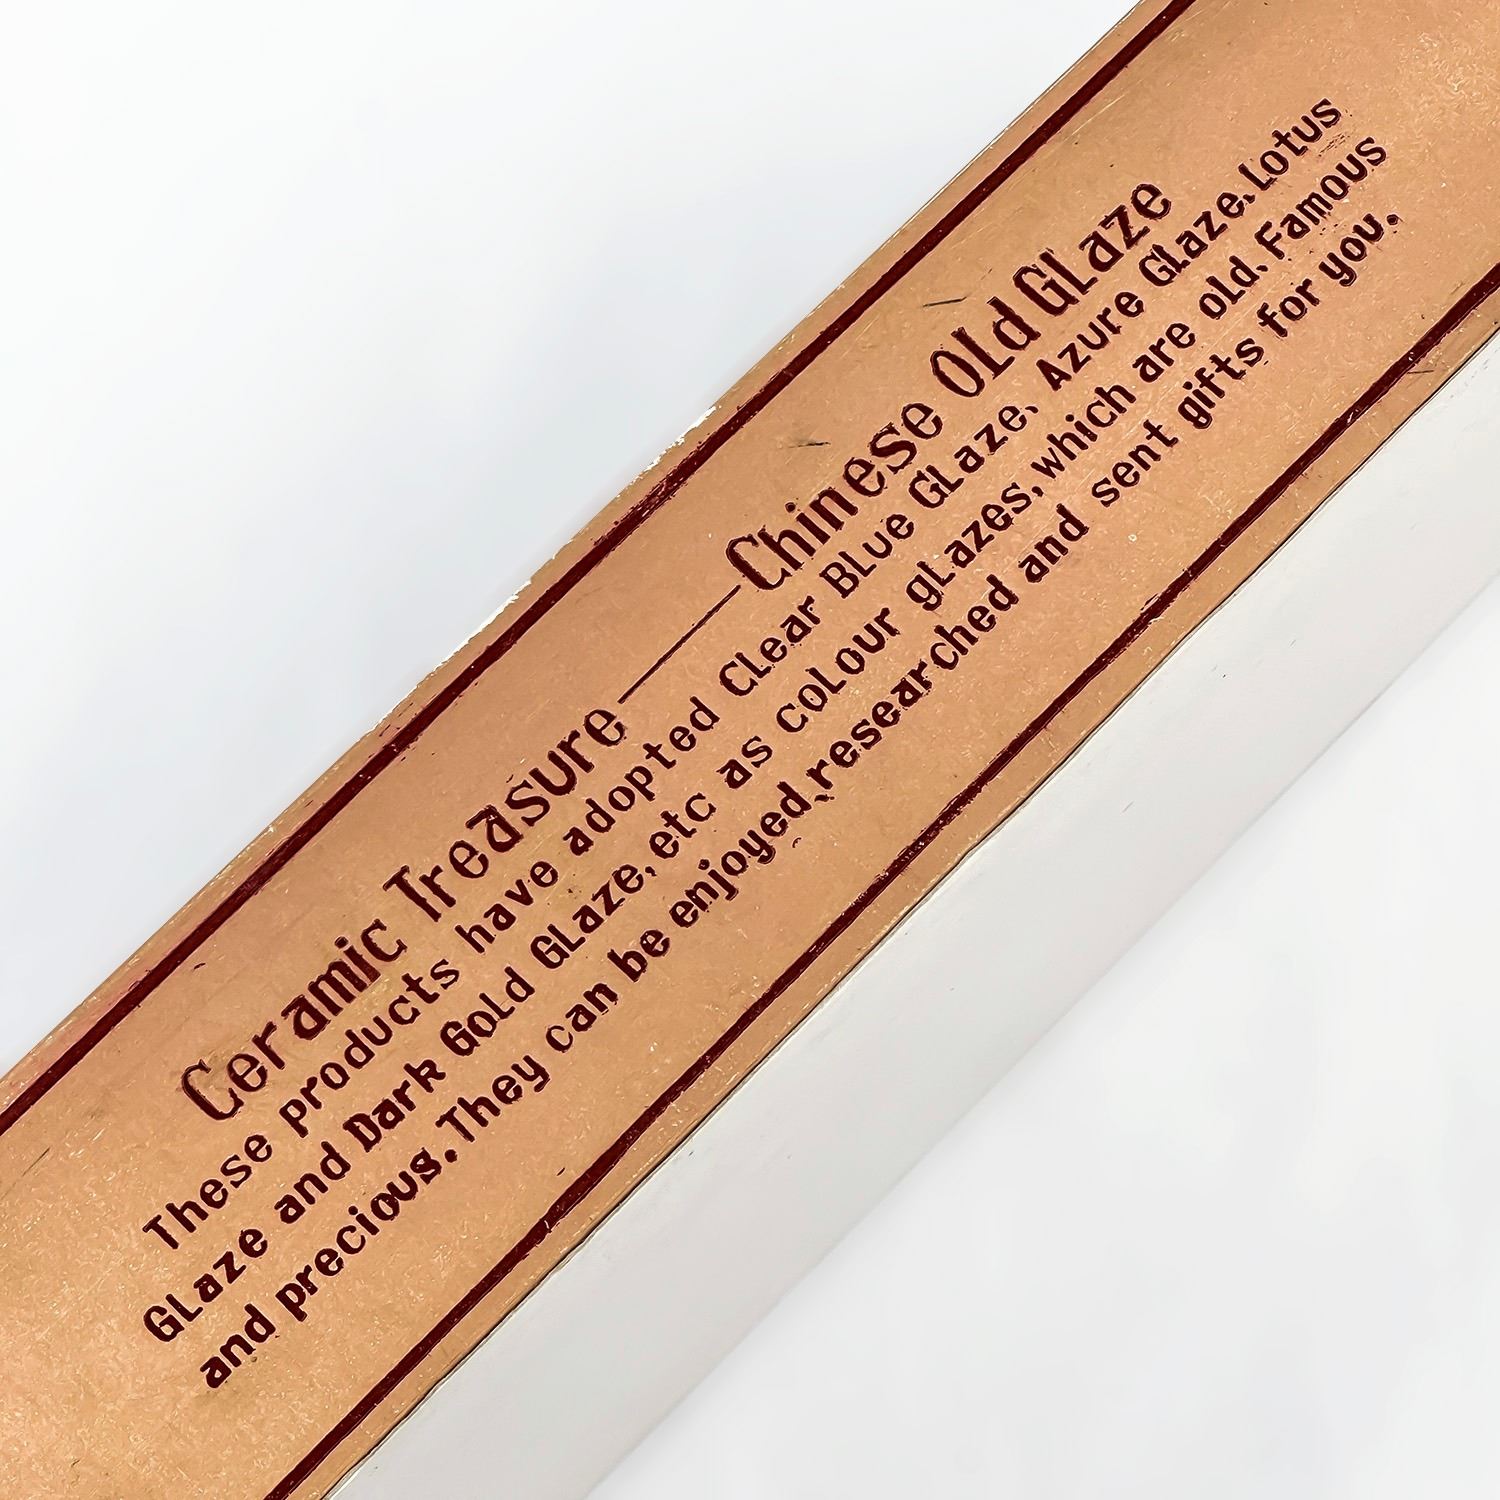 Ceramic Treasure——Chinese Old Glaze
These products have adopted Clear Blue Glaze、Azure Glaze、Lotus
Glaze and Dark Gold Glaze,etc as colour glazes,which are old、Famous
and precious.They can be enjoyed、researched and sent gifts for you.